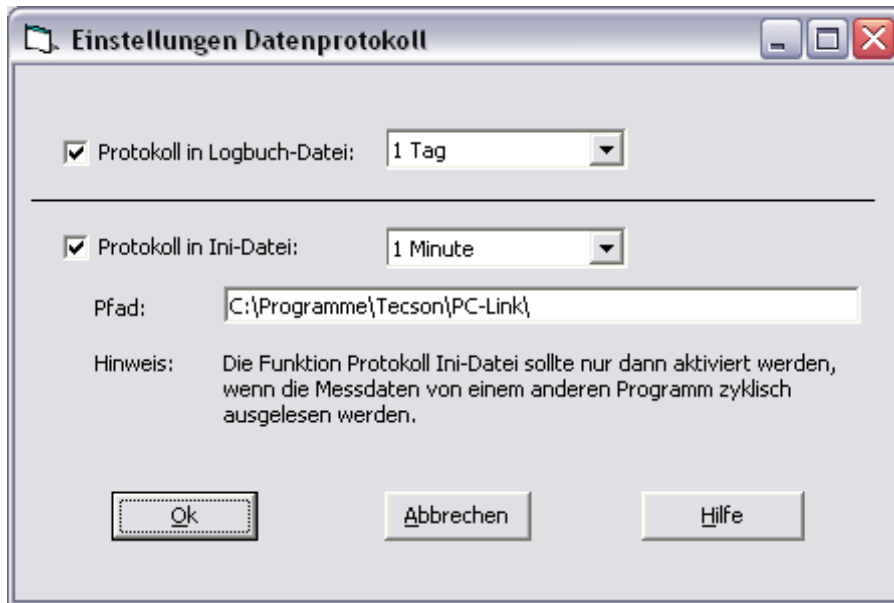 Einstellungen Datenprotokoll
Protokoll in Logbuch-Datei: 1 Tag
Protokoll in Ini-Datei: 1 Minute
Pfad: C:\Programme\Tecson\PC-Link\
Hinweis: Die Funktion Protokoll Ini-Datei sollte nur dann aktiviert werden,
wenn die Messdaten von einem anderen Programm zyklisch
ausgelesen werden.
Ok Abbrechen Hilfe